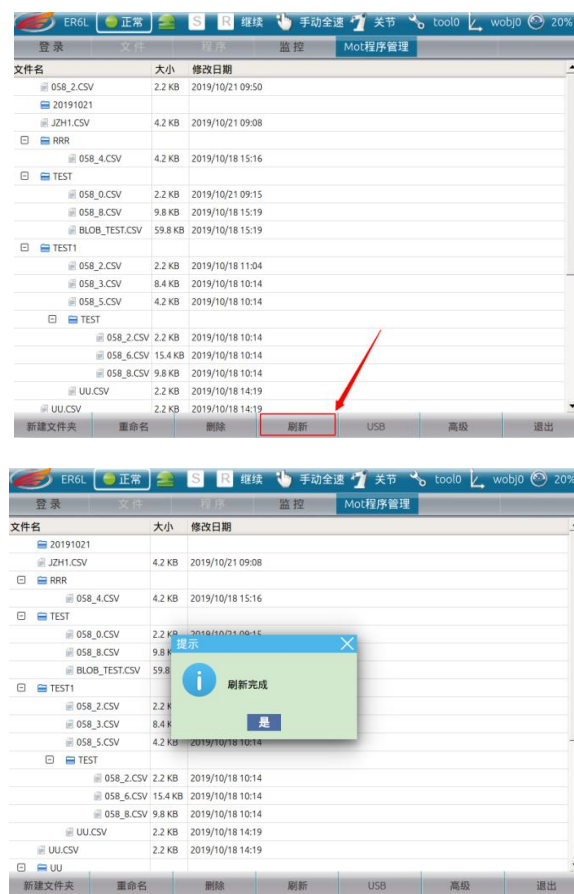 ER6L 正常 S R 继续 手动全速 关节 tool0 wobj0 20%
登录 文件 程序 监控 Mot程序管理
文件名 大小 修改日期
058_2.CSV 2.2 KB 2019/10/21 09:50
20191021
JZH1.CSV 4.2 KB 2019/10/21 09:08
RRR
058_4.CSV 4.2 KB 2019/10/18 15:16
TEST
058_0.CSV 2.2 KB 2019/10/21 09:15
058_8.CSV 9.8 KB 2019/10/18 15:19
BLOB_TEST.CSV 59.8 KB 2019/10/18 15:19
TEST1
058_2.CSV 2.2 KB 2019/10/18 11:04
058_3.CSV 8.4 KB 2019/10/18 10:14
058_5.CSV 4.2 KB 2019/10/18 10:14
TEST
058_2.CSV 2.2 KB 2019/10/18 10:14
058_6.CSV 15.4 KB 2019/10/18 10:14
058_8.CSV 9.8 KB 2019/10/18 10:14
UU.CSV 2.2 KB 2019/10/18 14:19
UU.CSV 2.2 KB 2019/10/18 14:19
新建文件夹 重命名 删除 刷新 USB 高级 退出
ER6L 正常 S R 继续 手动全速 关节 tool0 wobj0 20%
登录 文件 程序 监控 Mot程序管理
文件名 大小 修改日期
20191021
JZH1.CSV 4.2 KB 2019/10/21 09:08
RRR
058_4.CSV 4.2 KB 2019/10/18 15:16
TEST
058_0.CSV 2.2 KB 2019/10/21 09:15
提示
058_8.CSV 9.8 K
BLOB_TEST.CSV 59.8
刷新完成
TEST1
058_2.CSV 2.2 K
058_3.CSV 8.4 K
是
058_5.CSV 4.2 KB 2019/10/18 10:14
TEST
058_2.CSV 2.2 KB 2019/10/18 10:14
058_6.CSV 15.4 KB 2019/10/18 10:14
058_8.CSV 9.8 KB 2019/10/18 10:14
UU.CSV 2.2 KB 2019/10/18 14:19
UU.CSV 2.2 KB 2019/10/18 14:19
UU
新建文件夹 重命名 删除 刷新 USB 高级 退出